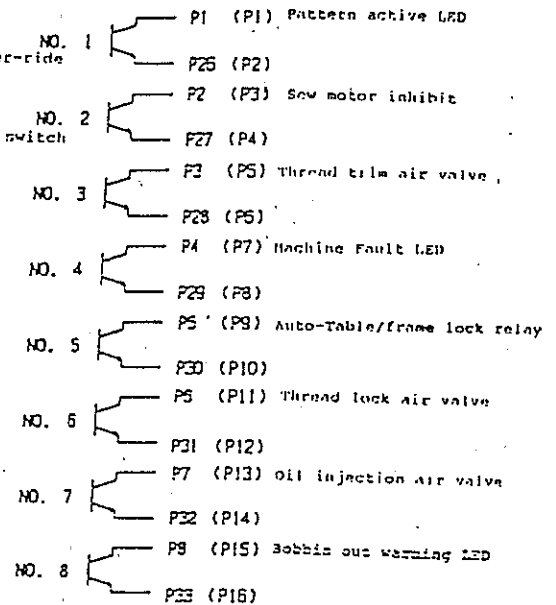 P1 (P1) Pattern active LED
NO. 1
er-ride
P26 (P2)
P2 (P3) Sew motor inhibit
NO. 2
switch
P27 (P4)
P3 (P5) Thread trim air valve
NO. 3
P28 (P6)
P4 (P7) Machine Fault LED
NO. 4
P29 (P8)
P5 (P9) Auto-Table/frame lock relay
NO. 5
P30 (P10)
P6 (P11) Thread lock air valve
NO. 6
P31 (P12)
P7 (P13) Oil injection air valve
NO. 7
P32 (P14)
P8 (P15) Bobbin out warning LED
NO. 8
P33 (P16)